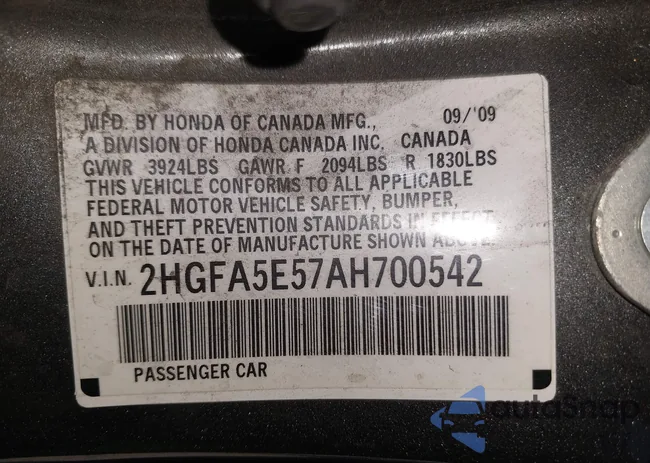 MFD. BY HONDA OF CANADA MFG., 09/'09
A DIVISION OF HONDA CANADA INC, CANADA
GVWR 3924LBS GAWR F 2094LBS R 1830LBS
THIS VEHICLE CONFORMS TO ALL APPLICABLE
FEDERAL MOTOR VEHICLE SAFETY, BUMPER,
AND THEFT PREVENTION STANDARDS IN EFFECT
ON THE DATE OF MANUFACTURE SHOWN ABOVE.
V.I.N. 2HGFA5E57AH700542
PASSENGER CAR
autoSnap